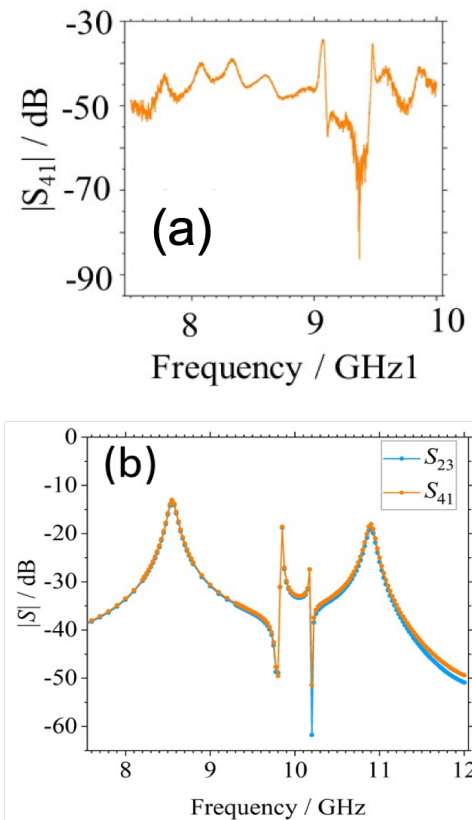 -30
-50
-70
-90
|S41| / dB
(a)
8 9 10
Frequency / GHz1
0
-10
-20
-30
-40
-50
-60
|S| / dB
(b)
S23
S41
8 9 10 11 12
Frequency / GHz